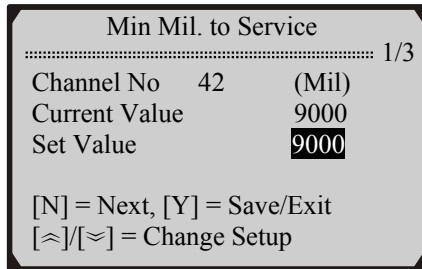 Min Mil. to Service
1/3
Channel No 42 (Mil)
Current Value 9000
Set Value 9000
[N] = Next, [Y] = Save/Exit
[︽]/[︾] = Change Setup